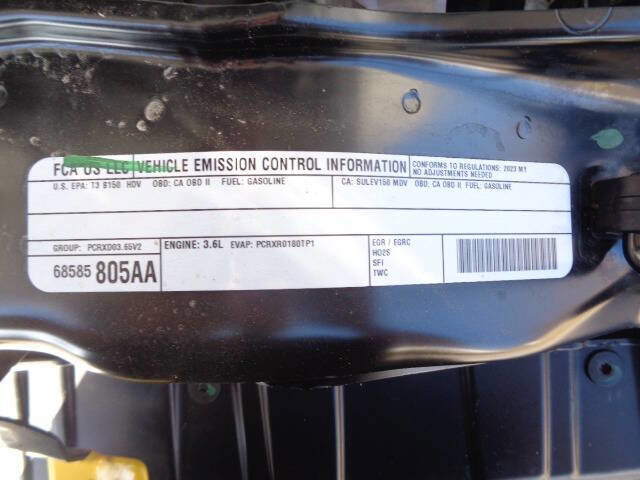 FCA US LLC VEHICLE EMISSION CONTROL INFORMATION
CONFORMS TO REGULATIONS: 2023 MY
NO ADJUSTMENTS NEEDED
U.S. EPA: T3 B150 HDV OBD: CA OBD II FUEL: GASOLINE
CA: SULEV150 MDV OBD: CA OBD II FUEL: GASOLINE
GROUP: PCRXD03.65V2
68585 805AA
ENGINE: 3.6L EVAP: PCRXR0180TP1
EGR / EGRC
HO2S
SFI
TWC